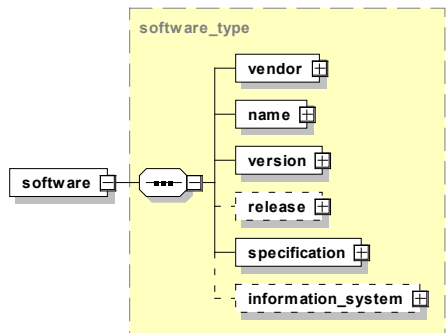 software_type
vendor
name
version
software
release
specification
information_system